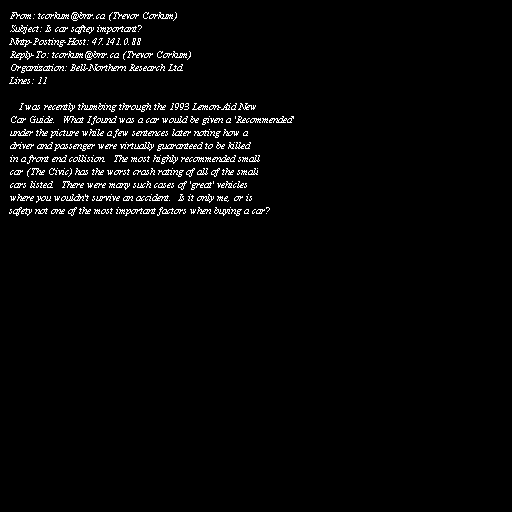 From: tcorkum@bnr.ca (Trevor Corkum)
Subject: Is car saftey important?
Nntp-Posting-Host: 47.141.0.88
Reply-To: tcorkum@bnr.ca (Trevor Corkum)
Organization: Bell-Northern Research Ltd.
Lines: 11

I was recently thumbing through the 1993 Lemon-Aid New
Car Guide. What I found was a car would be given a 'Recommended'
under the picture while a few sentences later noting how a
driver and passenger were virtually guaranteed to be killed
in a front end collision. The most highly recommended small
car (The Civic) has the worst crash rating of all of the small
cars listed. There were many such cases of 'great' vehicles
where you wouldn't survive an accident. Is it only me, or is
safety not one of the most important factors when buying a car?